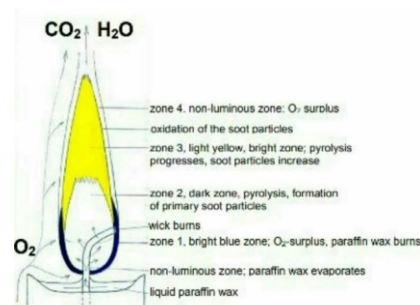 CO2 H2O
zone 4. non-luminous zone: O2 surplus
oxidation of the soot particles
zone 3, light yellow, bright zone; pyrolysis
progresses, soot particles increase
zone 2, dark zone, pyrolysis, formation
of primary soot particles
wick burns
O2
zone 1, bright blue zone; O2-surplus, paraffin wax burns
non-luminous zone; paraffin wax evaporates
liquid paraffin wax